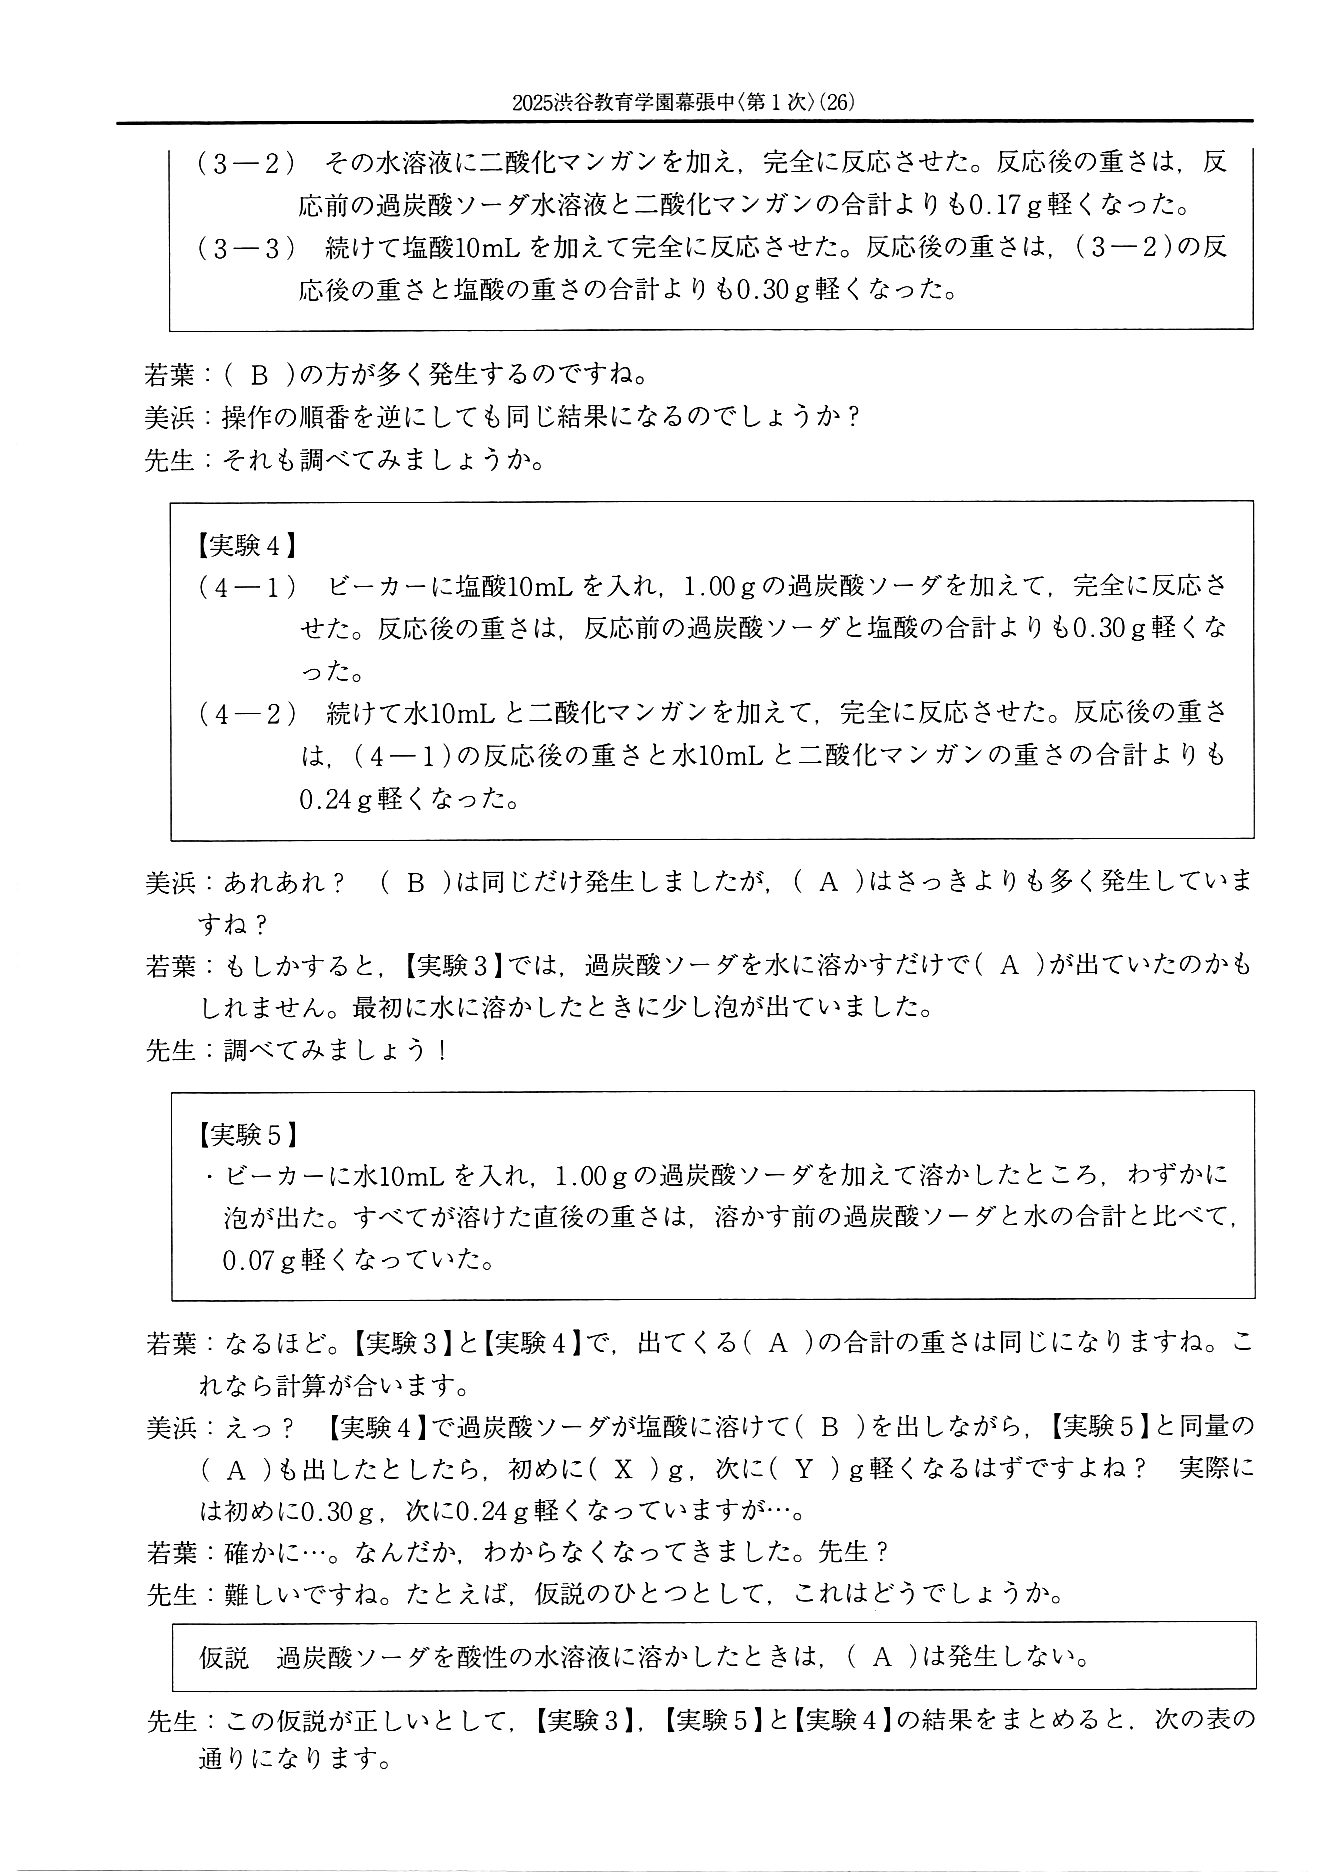 2025渋谷教育学園幕張中〈第1次〉(26)
(3－2) その水溶液に二酸化マンガンを加え，完全に反応させた。反応後の重さは，反
応前の過炭酸ソーダ水溶液と二酸化マンガンの合計よりも0.17g軽くなった。
(3－3) 続けて塩酸10mLを加えて完全に反応させた。反応後の重さは，(3－2)の反
応後の重さと塩酸の重さの合計よりも0.30g軽くなった。
若葉：( B )の方が多く発生するのですね。
美浜：操作の順番を逆にしても同じ結果になるのでしょうか？
先生：それも調べてみましょうか。
【実験4】
(4－1) ビーカーに塩酸10mLを入れ，1.00gの過炭酸ソーダを加えて，完全に反応さ
せた。反応後の重さは，反応前の過炭酸ソーダと塩酸の合計よりも0.30g軽くな
った。
(4－2) 続けて水10mLと二酸化マンガンを加えて，完全に反応させた。反応後の重さ
は，(4－1)の反応後の重さと水10mLと二酸化マンガンの重さの合計よりも
0.24g軽くなった。
美浜：あれあれ？ ( B )は同じだけ発生しましたが，( A )はさっきよりも多く発生していま
すね？
若葉：もしかすると，【実験3】では，過炭酸ソーダを水に溶かすだけで( A )が出ていたのかも
しれません。最初に水に溶かしたときに少し泡が出ていました。
先生：調べてみましょう！
【実験5】
・ビーカーに水10mLを入れ，1.00gの過炭酸ソーダを加えて溶かしたところ，わずかに
泡が出た。すべてが溶けた直後の重さは，溶かす前の過炭酸ソーダと水の合計と比べて，
0.07g軽くなっていた。
若葉：なるほど。【実験3】と【実験4】で，出てくる( A )の合計の重さは同じになりますね。こ
れなら計算が合います。
美浜：えっ？ 【実験4】で過炭酸ソーダが塩酸に溶けて( B )を出しながら，【実験5】と同量の
( A )も出したとしたら，初めに( X )g，次に( Y )g軽くなるはずですよね？ 実際に
は初めに0.30g，次に0.24g軽くなっていますが…。
若葉：確かに…。なんだか，わからなくなってきました。先生？
先生：難しいですね。たとえば，仮説のひとつとして，これはどうでしょうか。
仮説 過炭酸ソーダを酸性の水溶液に溶かしたときは，( A )は発生しない。
先生：この仮説が正しいとして，【実験3】，【実験5】と【実験4】の結果をまとめると，次の表の
通りになります。